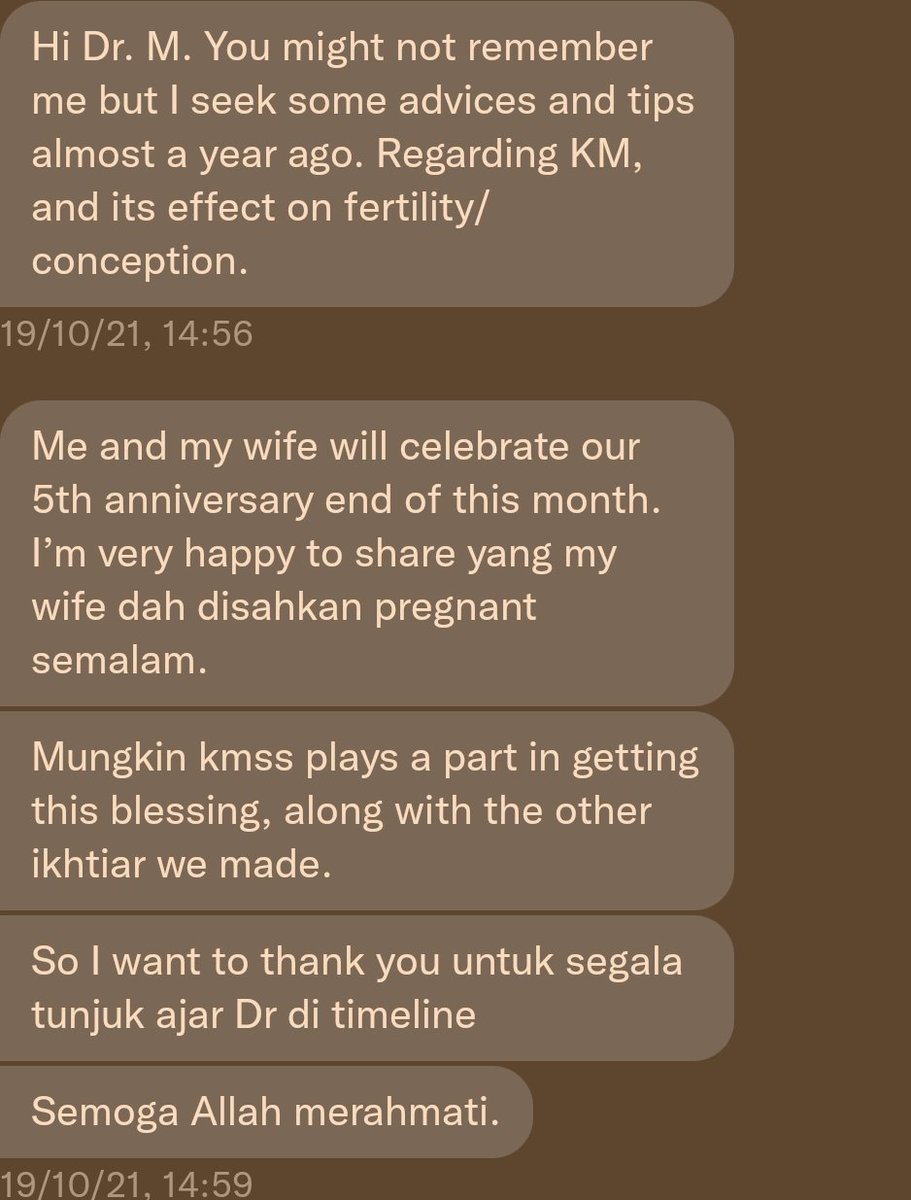 Hi Dr. M. You might not remember
me but I seek some advices and tips
almost a year ago. Regarding KM,
and its effect on fertility/
conception.
19/10/21, 14:56
Me and my wife will celebrate our
5th anniversary end of this month.
I’m very happy to share yang my
wife dah disahkan pregnant
semalam.
Mungkin kmss plays a part in getting
this blessing, along with the other
ikhtiar we made.
So I want to thank you untuk segala
tunjuk ajar Dr di timeline
Semoga Allah merahmati.
19/10/21, 14:59